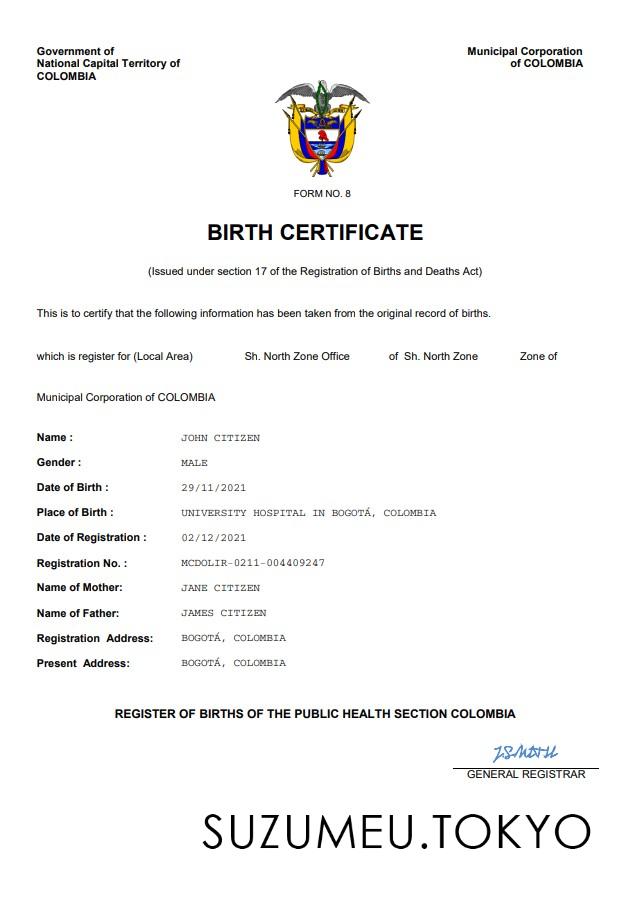 Government of
National Capital Territory of
COLOMBIA
Municipal Corporation
of COLOMBIA
FORM NO. 8
BIRTH CERTIFICATE
(Issued under section 17 of the Registration of Births and Deaths Act)
This is to certify that the following information has been taken from the original record of births.
which is register for (Local Area) Sh. North Zone Office of Sh. North Zone Zone of
Municipal Corporation of COLOMBIA
Name : JOHN CITIZEN
Gender : MALE
Date of Birth : 29/11/2021
Place of Birth : UNIVERSITY HOSPITAL IN BOGOTÁ, COLOMBIA
Date of Registration : 02/12/2021
Registration No. : MCDOLIR-0211-004409247
Name of Mother: JANE CITIZEN
Name of Father: JAMES CITIZEN
Registration Address: BOGOTÁ, COLOMBIA
Present Address: BOGOTÁ, COLOMBIA
REGISTER OF BIRTHS OF THE PUBLIC HEALTH SECTION COLOMBIA
GENERAL REGISTRAR
SUZUMEU.TOKYO